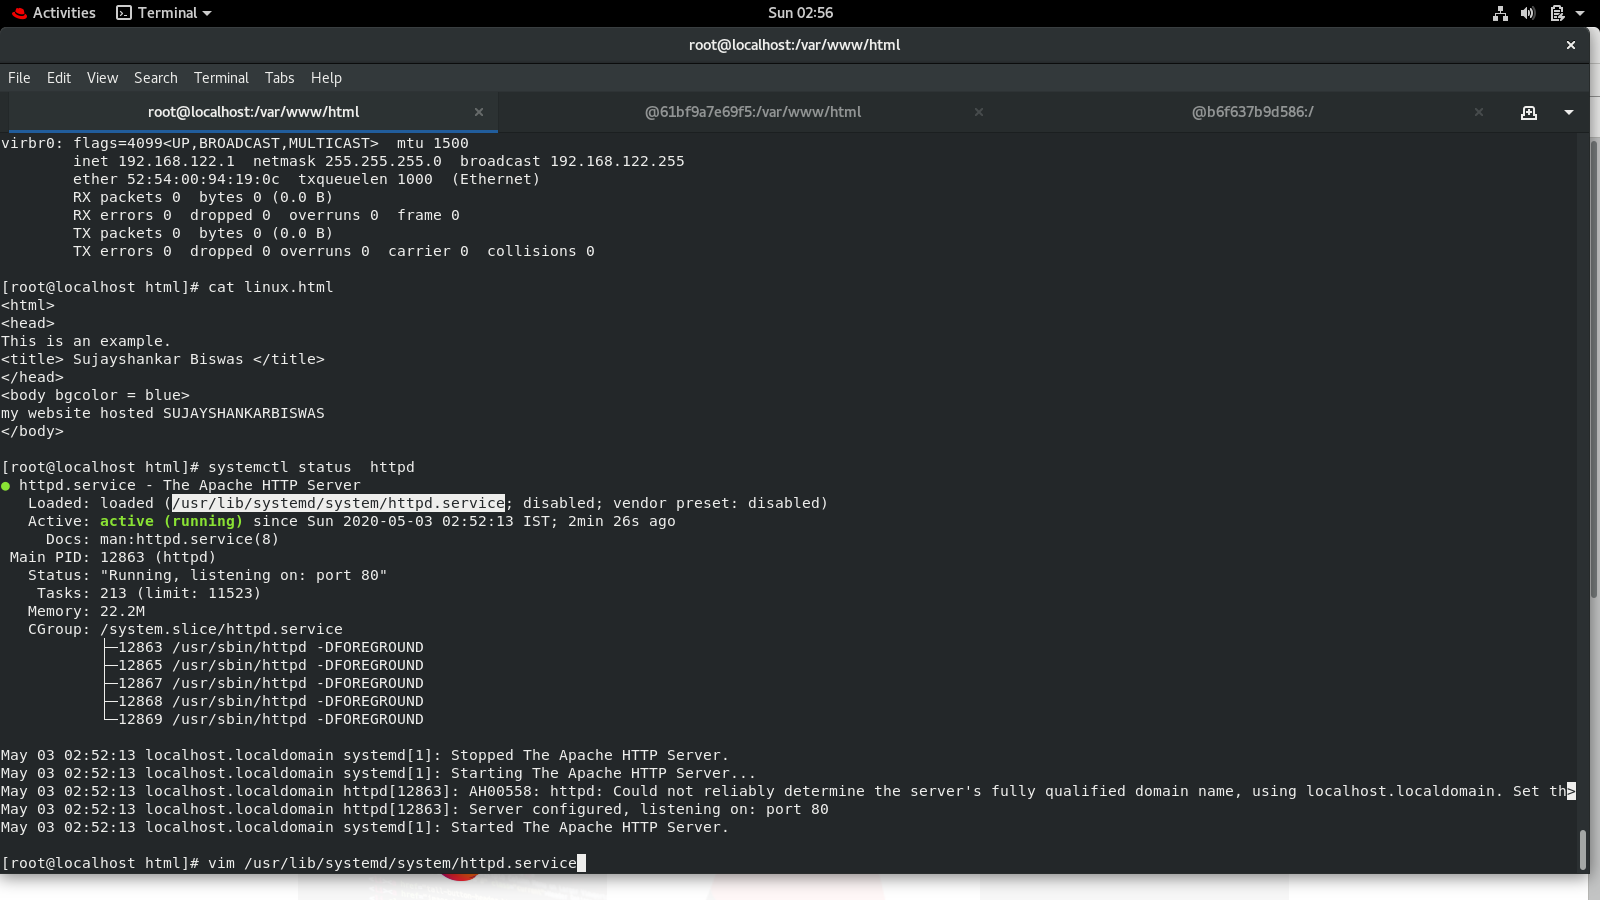 Activities Terminal Sun 02:56
root@localhost:/var/www/html
File Edit View Search Terminal Tabs Help
root@localhost:/var/www/html @61bf9a7e69f5:/var/www/html @b6f637b9d586:/
virbr0: flags=4099<UP,BROADCAST,MULTICAST>  mtu 1500
        inet 192.168.122.1  netmask 255.255.255.0  broadcast 192.168.122.255
        ether 52:54:00:94:19:0c  txqueuelen 1000  (Ethernet)
        RX packets 0  bytes 0 (0.0 B)
        RX errors 0  dropped 0  overruns 0  frame 0
        TX packets 0  bytes 0 (0.0 B)
        TX errors 0  dropped 0 overruns 0  carrier 0  collisions 0
[root@localhost html]# cat linux.html
<html>
<head>
This is an example.
<title> Sujayshankar Biswas </title>
</head>
<body bgcolor = blue>
my website hosted SUJAYSHANKARBISWAS
</body>
[root@localhost html]# systemctl status  httpd
● httpd.service - The Apache HTTP Server
   Loaded: loaded (/usr/lib/systemd/system/httpd.service; disabled; vendor preset: disabled)
   Active: active (running) since Sun 2020-05-03 02:52:13 IST; 2min 26s ago
     Docs: man:httpd.service(8)
 Main PID: 12863 (httpd)
   Status: "Running, listening on: port 80"
    Tasks: 213 (limit: 11523)
   Memory: 22.2M
   CGroup: /system.slice/httpd.service
           ├─12863 /usr/sbin/httpd -DFOREGROUND
           ├─12865 /usr/sbin/httpd -DFOREGROUND
           ├─12867 /usr/sbin/httpd -DFOREGROUND
           ├─12868 /usr/sbin/httpd -DFOREGROUND
           └─12869 /usr/sbin/httpd -DFOREGROUND
May 03 02:52:13 localhost.localdomain systemd[1]: Stopped The Apache HTTP Server.
May 03 02:52:13 localhost.localdomain systemd[1]: Starting The Apache HTTP Server...
May 03 02:52:13 localhost.localdomain httpd[12863]: AH00558: httpd: Could not reliably determine the server's fully qualified domain name, using localhost.localdomain. Set th>
May 03 02:52:13 localhost.localdomain httpd[12863]: Server configured, listening on: port 80
May 03 02:52:13 localhost.localdomain systemd[1]: Started The Apache HTTP Server.
[root@localhost html]# vim /usr/lib/systemd/system/httpd.service